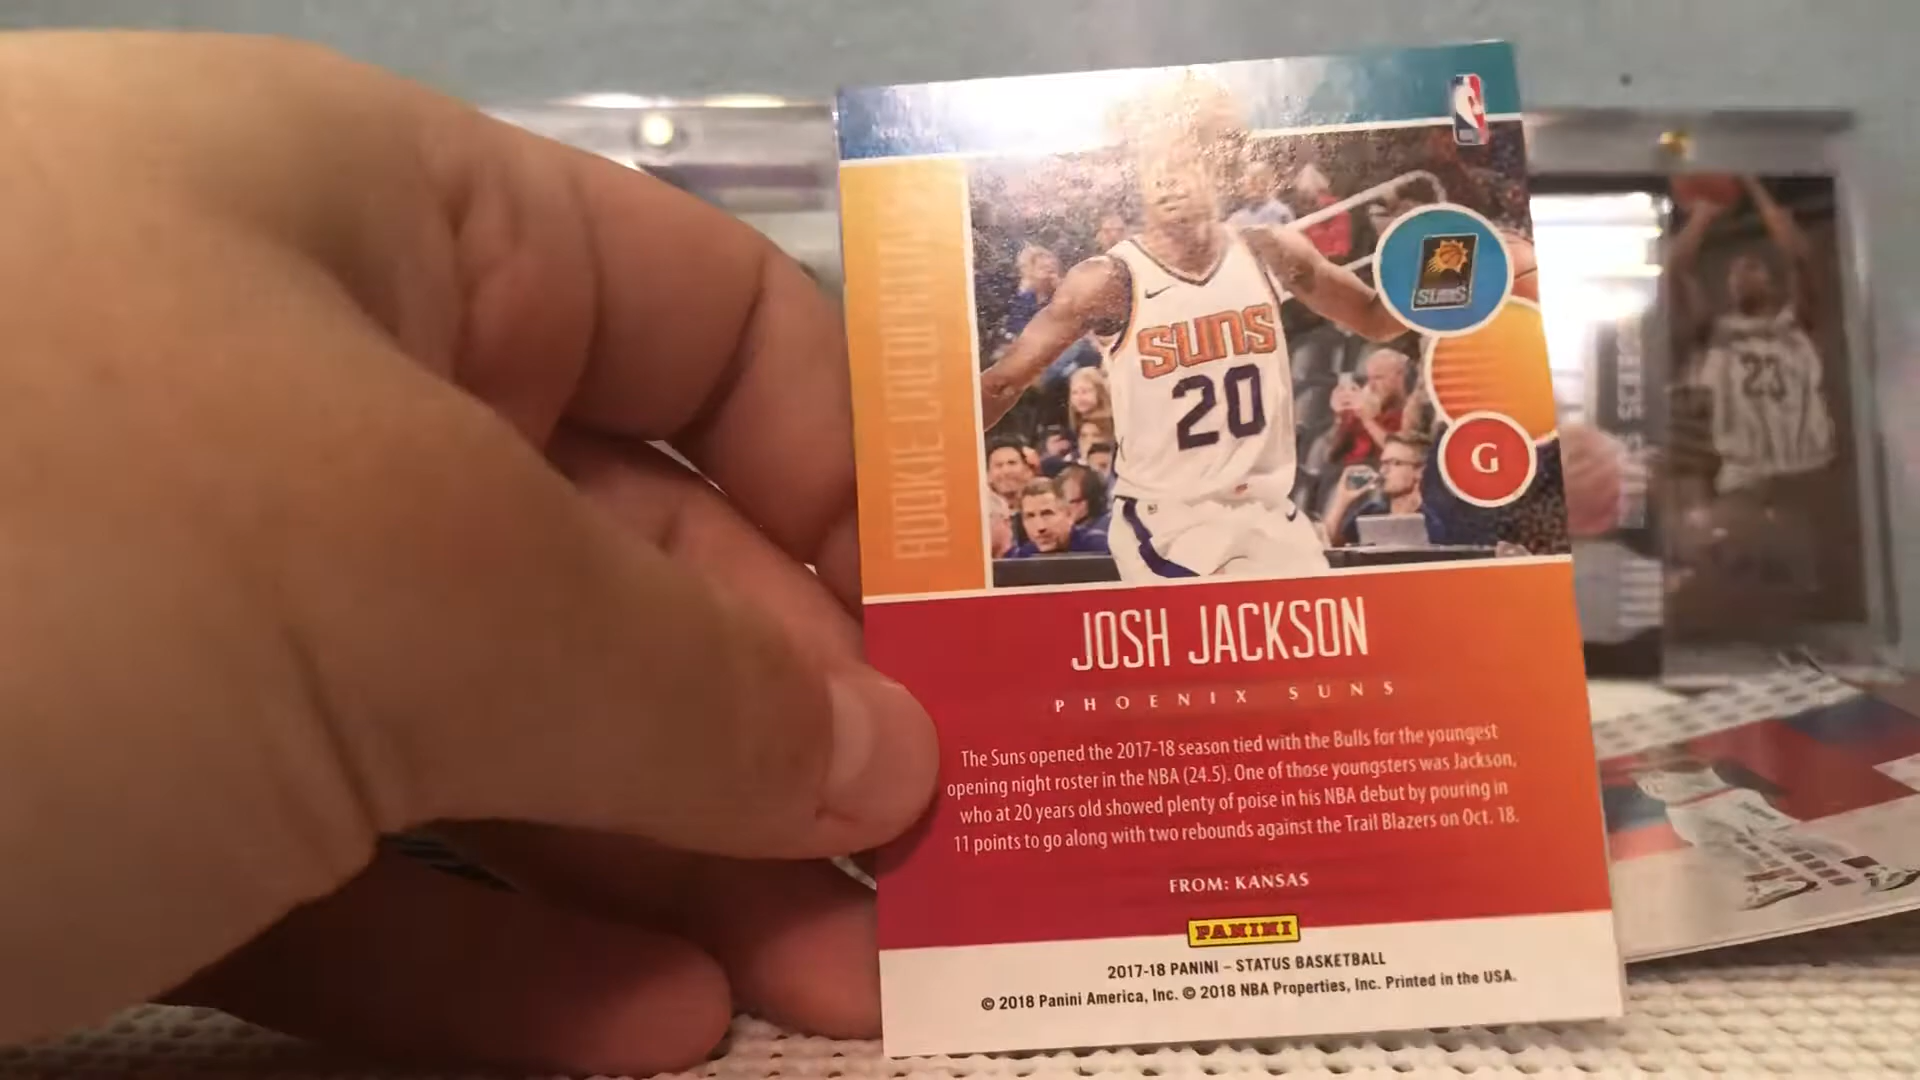 ROOKIE CREDENTIALS
SUNS
SUNS
20
G
JOSH JACKSON
PHOENIX SUNS
The Suns opened the 2017-18 season tied with the Bulls for the youngest
opening night roster in the NBA (24.5). One of those youngsters was Jackson,
who at 20 years old showed plenty of poise in his NBA debut by pouring in
11 points to go along with two rebounds against the Trail Blazers on Oct. 18.
FROM: KANSAS
PANINI
2017-18 PANINI – STATUS BASKETBALL
© 2018 Panini America, Inc. © 2018 NBA Properties, Inc. Printed in the USA.
23